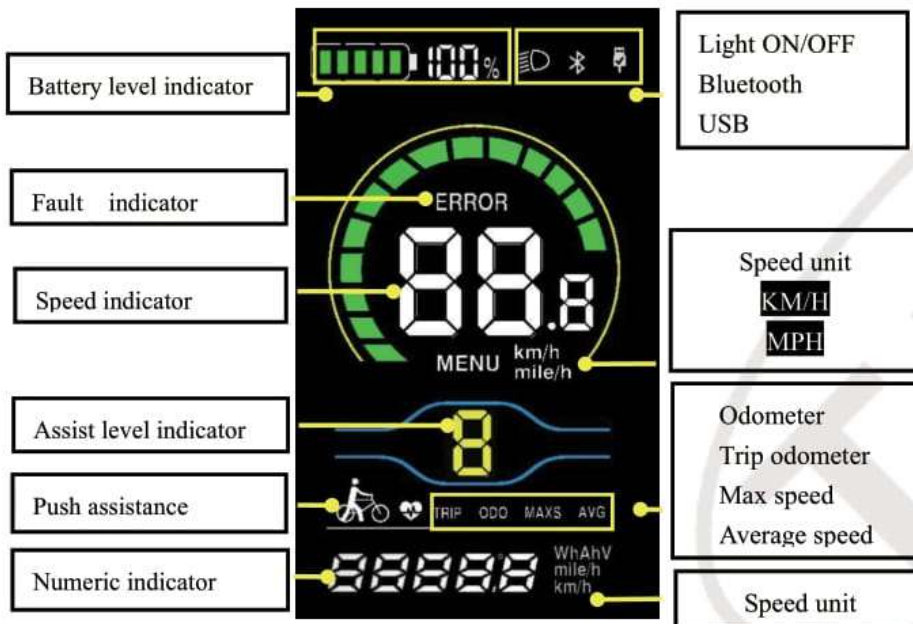 Battery level indicator
Fault indicator
Speed indicator
Assist level indicator
Push assistance
Numeric indicator
100%
ERROR
88.8
MENU km/h
mile/h
8
TRIP ODO MAXS AVG
8888.8 WhAhV
mile/h
km/h
Light ON/OFF
Bluetooth
USB
Speed unit
KM/H
MPH
Odometer
Trip odometer
Max speed
Average speed
Speed unit